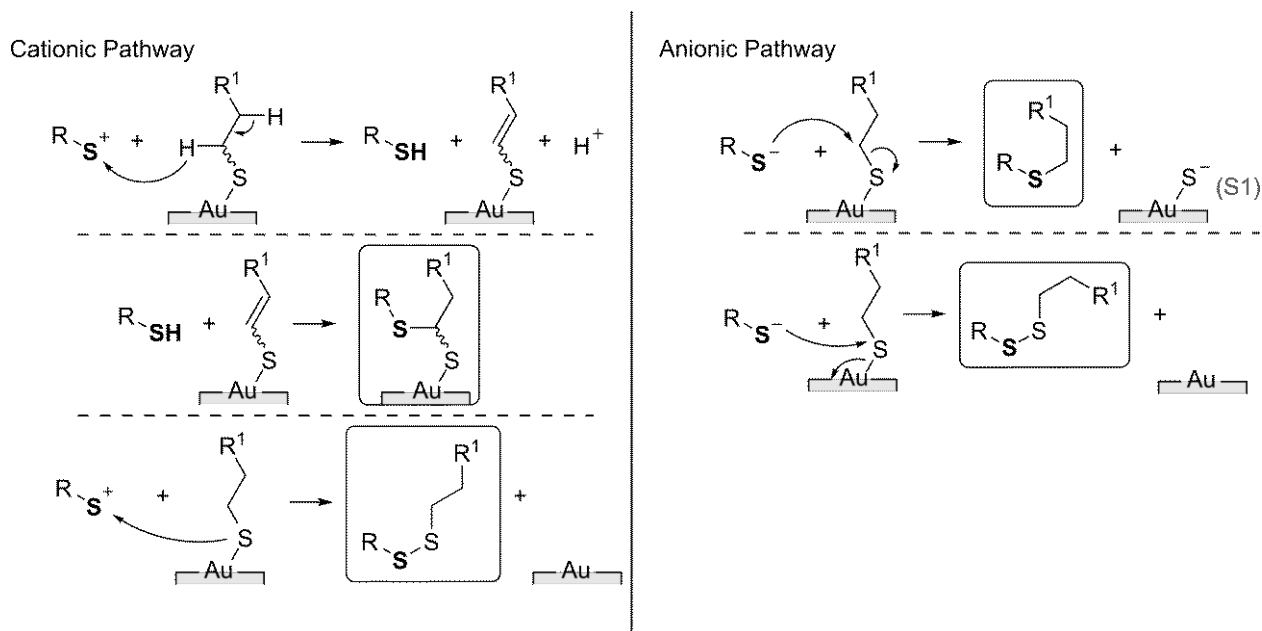 Cationic Pathway
R–S⁺ + R¹ H H S Au → R–SH + R¹ S Au + H⁺
R–SH + R¹ S Au → R S R¹ S Au
R–S⁺ + R¹ S Au → R S S R¹ + Au
Anionic Pathway
R–S⁻ + R¹ S Au → R S R¹ + S⁻ Au (S1)
R–S⁻ + R¹ S Au → R S S R¹ + Au